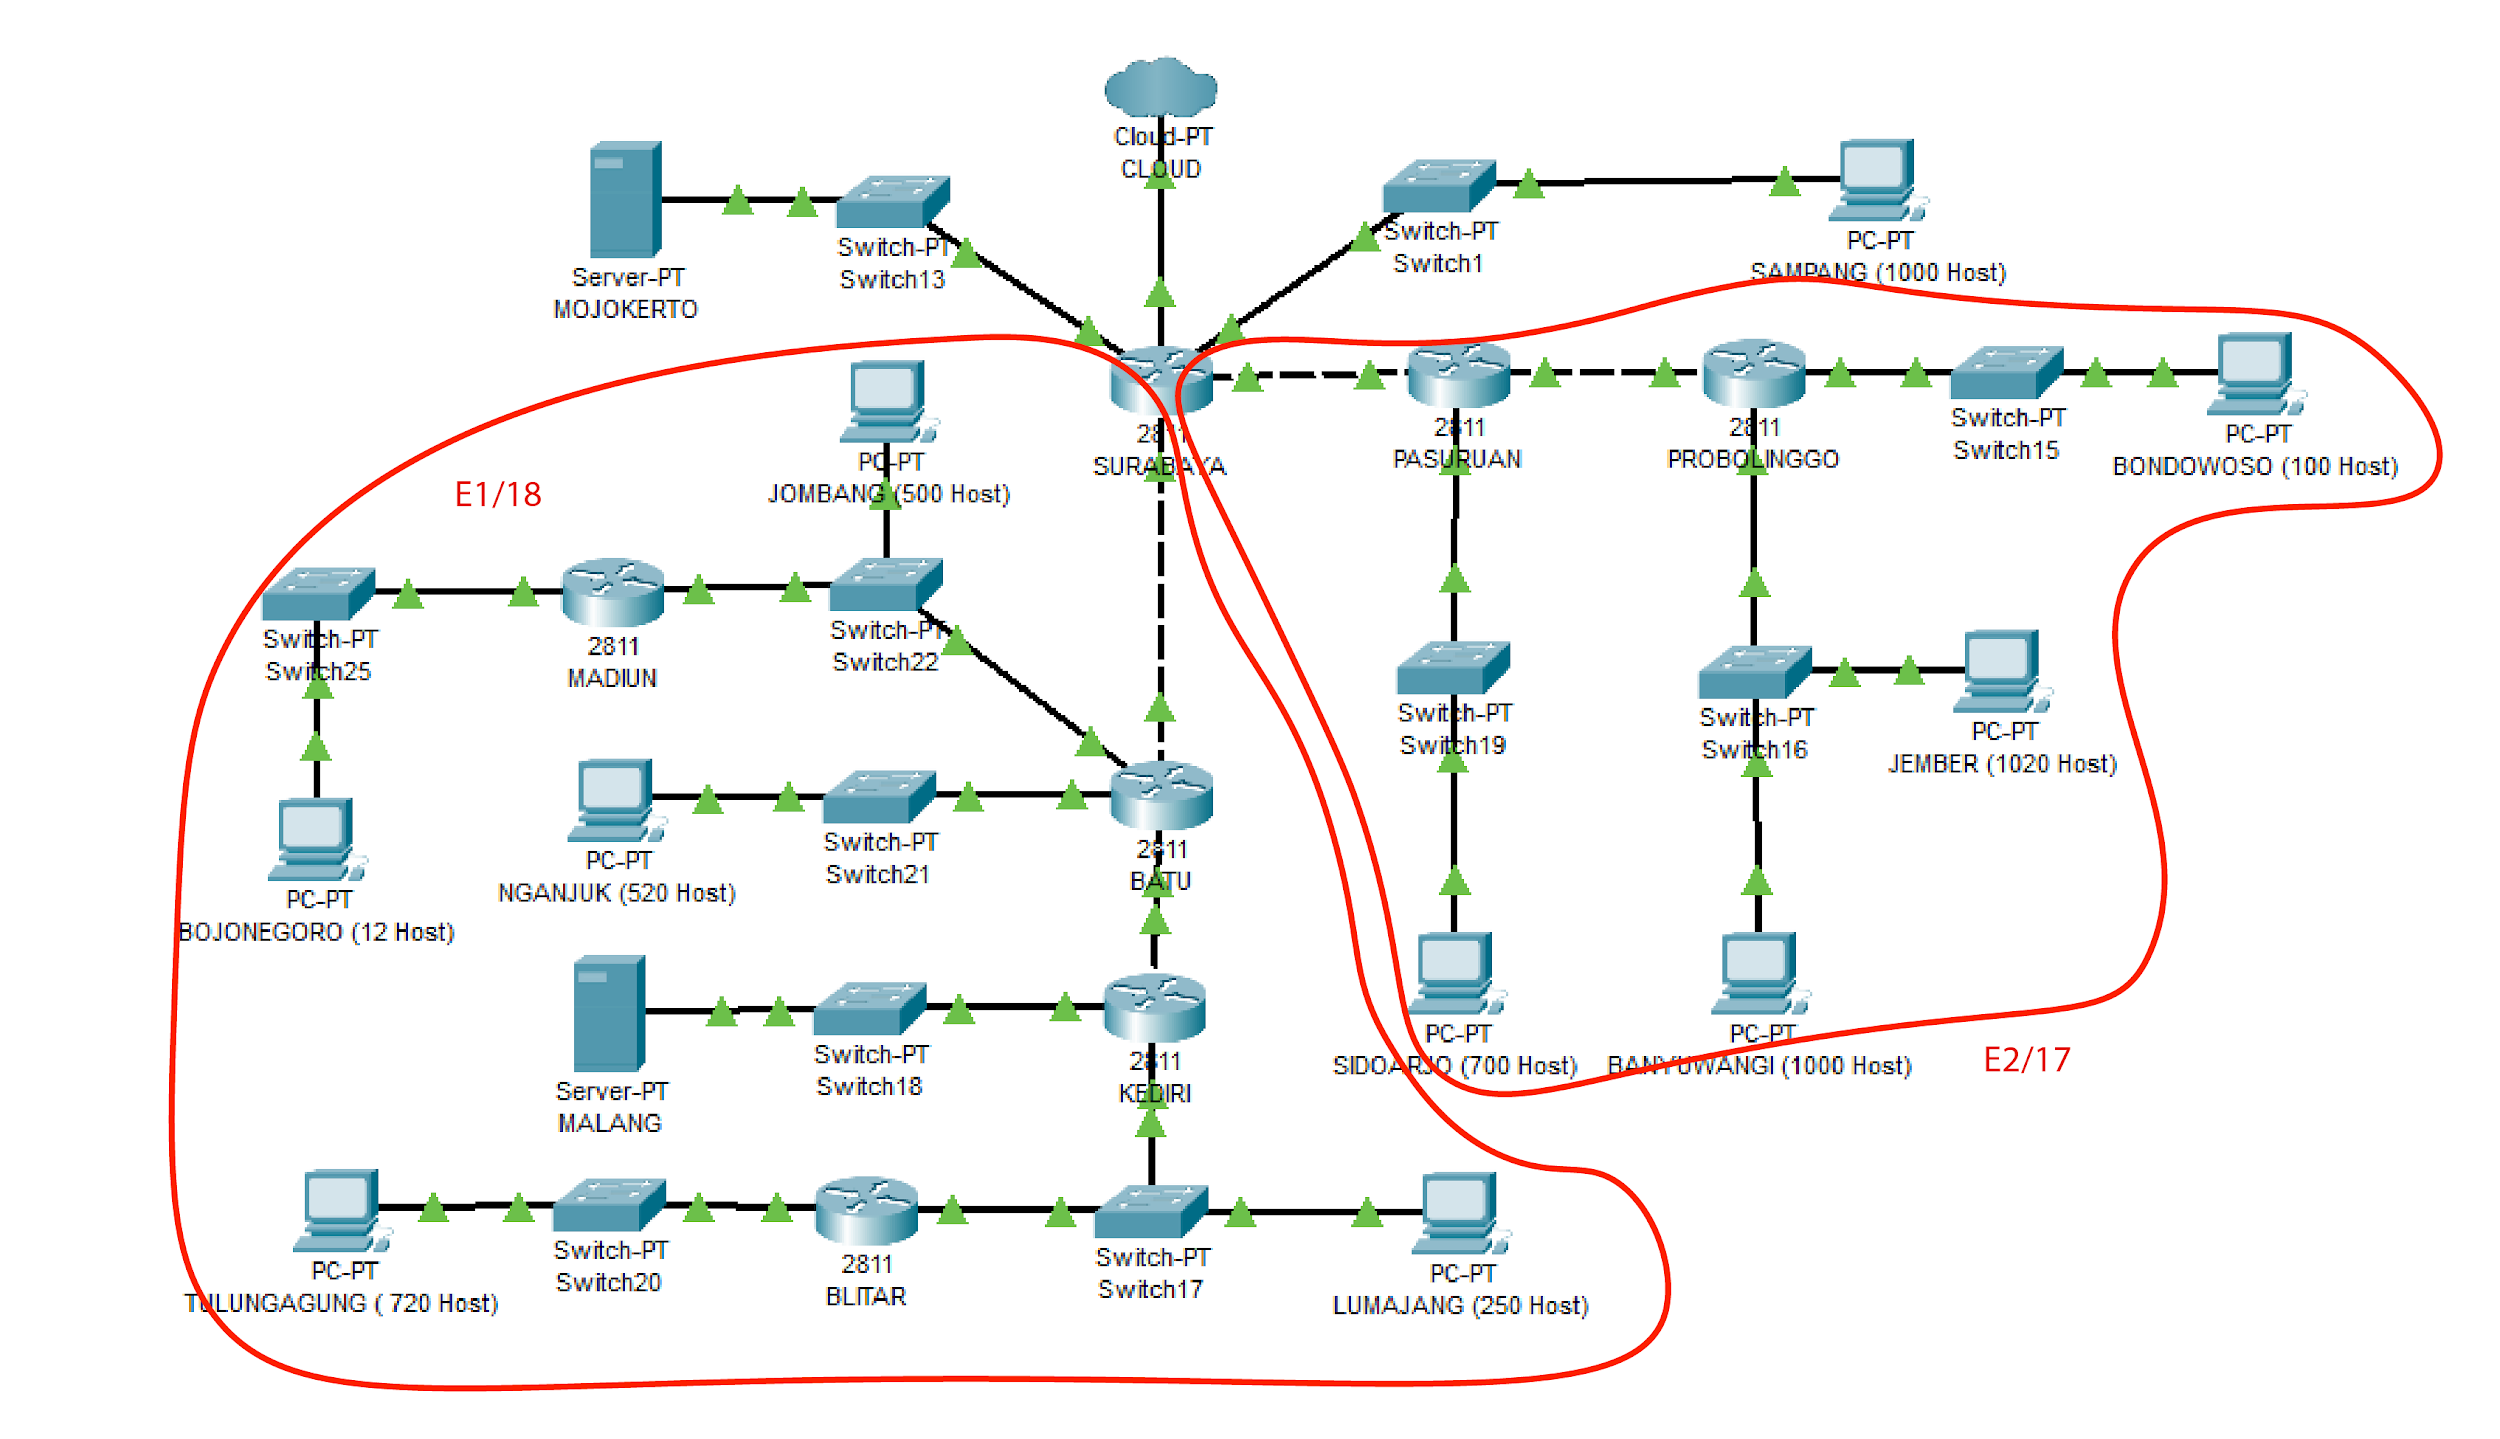 Cloud-PT
CLOUD
Server-PT
MOJOKERTO
Switch-PT
Switch13
Switch-PT
Switch1
PC-PT
SAMPANG (1000 Host)
2811
SURABAYA
2811
PASURUAN
2811
PROBOLINGGO
Switch-PT
Switch15
PC-PT
BONDOWOSO (100 Host)
E1/18
PC-PT
JOMBANG (500 Host)
Switch-PT
Switch25
2811
MADIUN
Switch-PT
Switch22
Switch-PT
Switch19
Switch-PT
Switch16
PC-PT
JEMBER (1020 Host)
PC-PT
BOJONEGORO (12 Host)
PC-PT
NGANJUK (520 Host)
Switch-PT
Switch21
2811
BATU
PC-PT
SIDOARJO (700 Host)
PC-PT
BANYUWANGI (1000 Host)
E2/17
Server-PT
MALANG
Switch-PT
Switch18
2811
KEDIRI
PC-PT
TULUNGAGUNG ( 720 Host)
Switch-PT
Switch20
2811
BLITAR
Switch-PT
Switch17
PC-PT
LUMAJANG (250 Host)